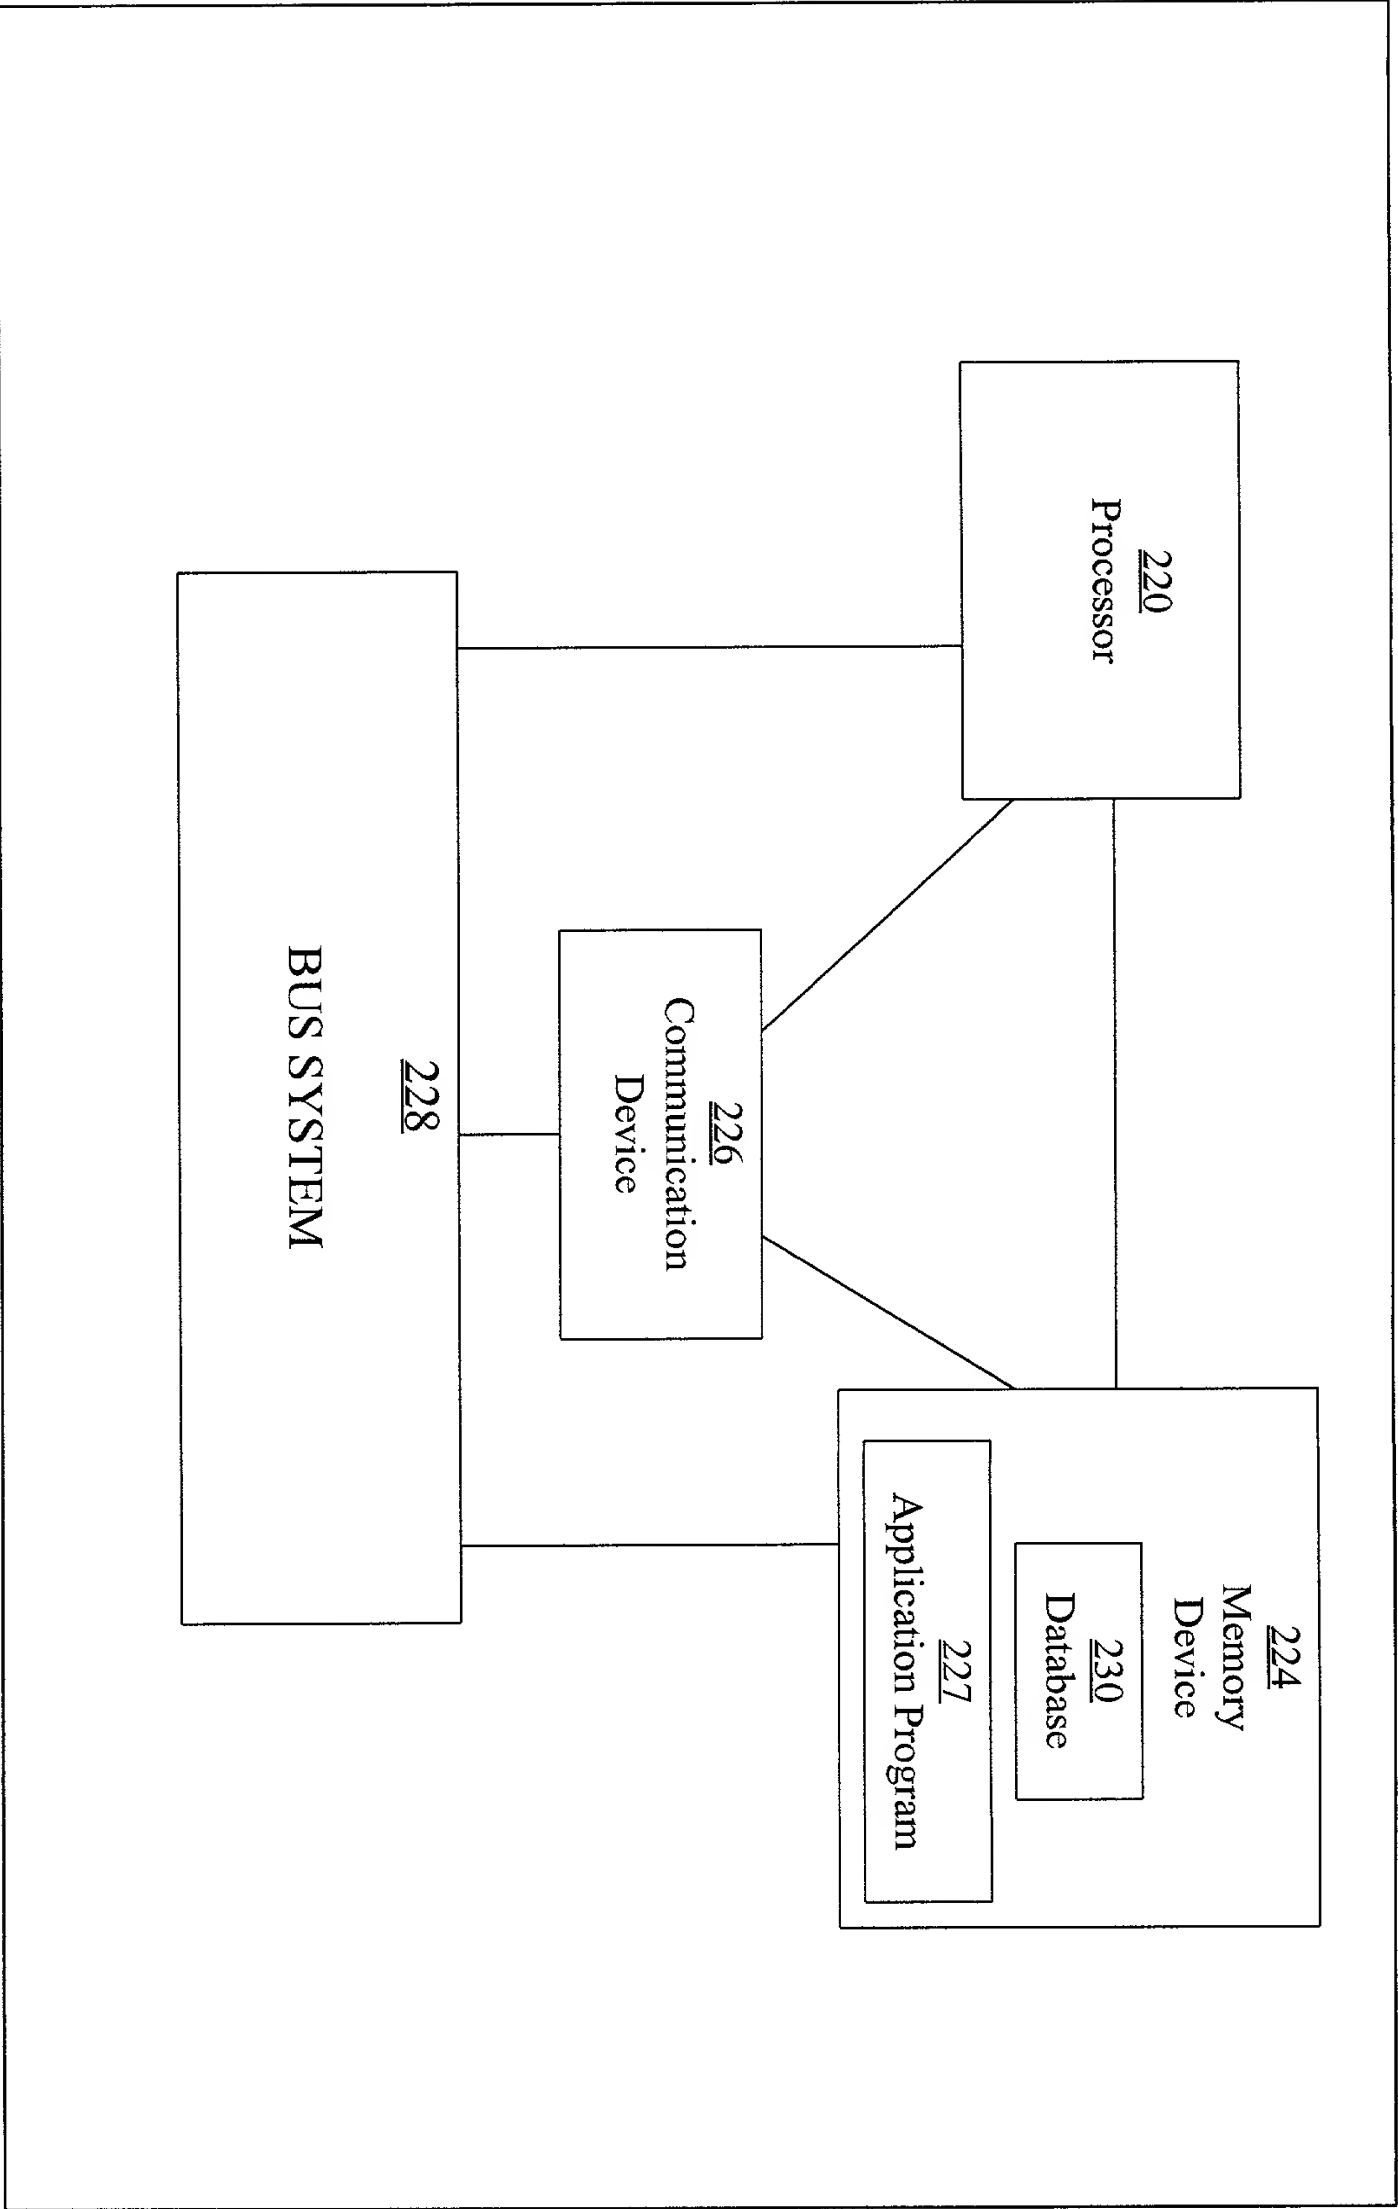 220
Processor
224
Memory
Device
230
Database
227
Application Program
226
Communication
Device
228
BUS SYSTEM